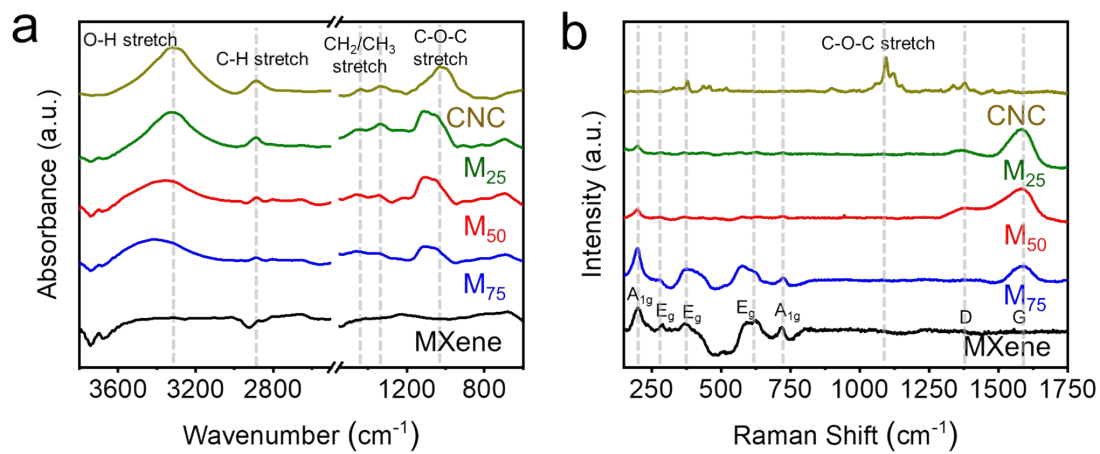 a
O-H stretch
C-H stretch
CH₂/CH₃
stretch
C-O-C
stretch
CNC
M₂₅
M₅₀
M₇₅
MXene
Absorbance (a.u.)
3600
3200
2800
1200
800
Wavenumber (cm⁻¹)
b
C-O-C stretch
CNC
M₂₅
M₅₀
M₇₅
A₁g
Eg
Eg
Eg
A₁g
D
G
MXene
Intensity (a.u.)
250
500
750
1000
1250
1500
1750
Raman Shift (cm⁻¹)